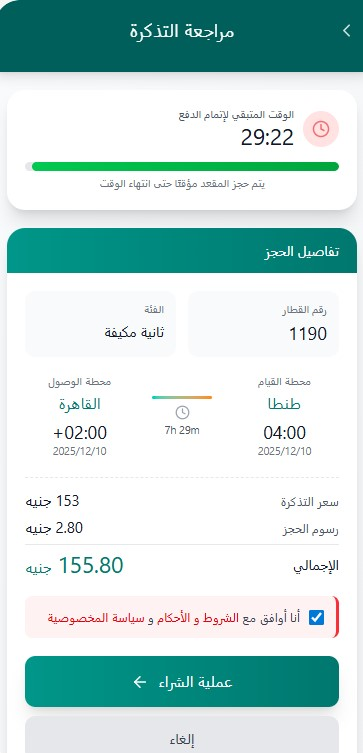 مراجعة التذكرة
الوقت المتبقي لإتمام الدفع
29:22
يتم حجز المقعد مؤقتًا حتى انتهاء الوقت
تفاصيل الحجز
رقم القطار
1190
الفئة
ثانية مكيفة
محطة القيام
طنطا
04:00
2025/12/10
7h 29m
محطة الوصول
القاهرة
+02:00
2025/12/10
سعر التذكرة 153 جنيه
رسوم الحجز 2.80 جنيه
الإجمالي 155.80 جنيه
أنا أوافق مع الشروط و الأحكام و سياسة المخصوصية
عملية الشراء
إلغاء